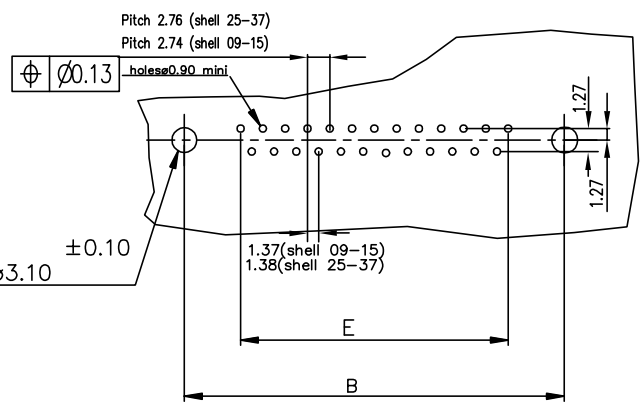 Pitch 2.76 (shell 25-37)
Pitch 2.74 (shell 09-15)
⌖ Ø0.13
holesø0.90 mini
1.27
1.27
±0.10
ø3.10
1.37(shell 09-15)
1.38(shell 25-37)
E
B